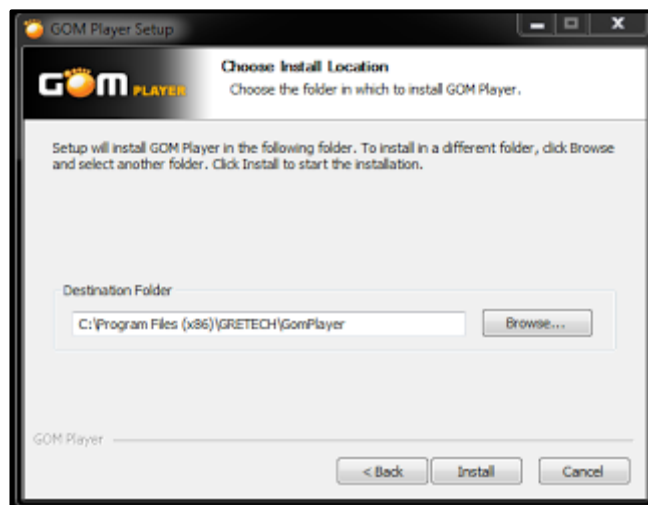 GOM Player Setup
GOM PLAYER
Choose Install Location
Choose the folder in which to install GOM Player.
Setup will install GOM Player in the following folder. To install in a different folder, click Browse
and select another folder. Click Install to start the installation.
Destination Folder
C:\Program Files (x86)\GRETECH\GomPlayer
Browse...
GOM Player
< Back
Install
Cancel